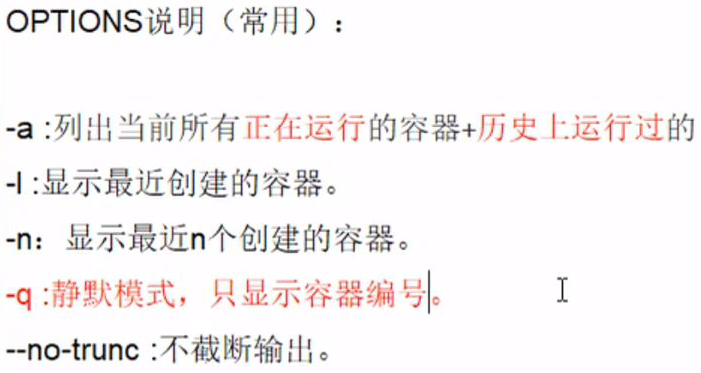 OPTIONS说明（常用）：
-a :列出当前所有正在运行的容器+历史上运行过的
-l :显示最近创建的容器。
-n：显示最近n个创建的容器。
-q :静默模式，只显示容器编号。
--no-trunc :不截断输出。